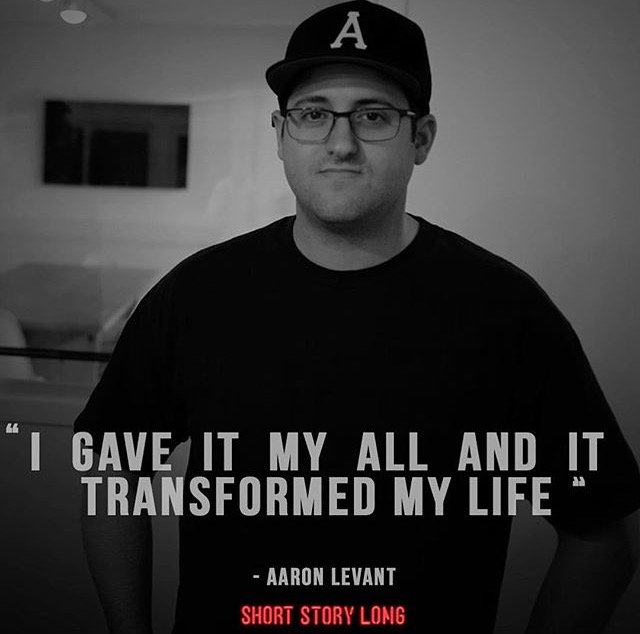 A
“ I GAVE IT MY ALL AND IT
TRANSFORMED MY LIFE ”
- AARON LEVANT
SHORT STORY LONG